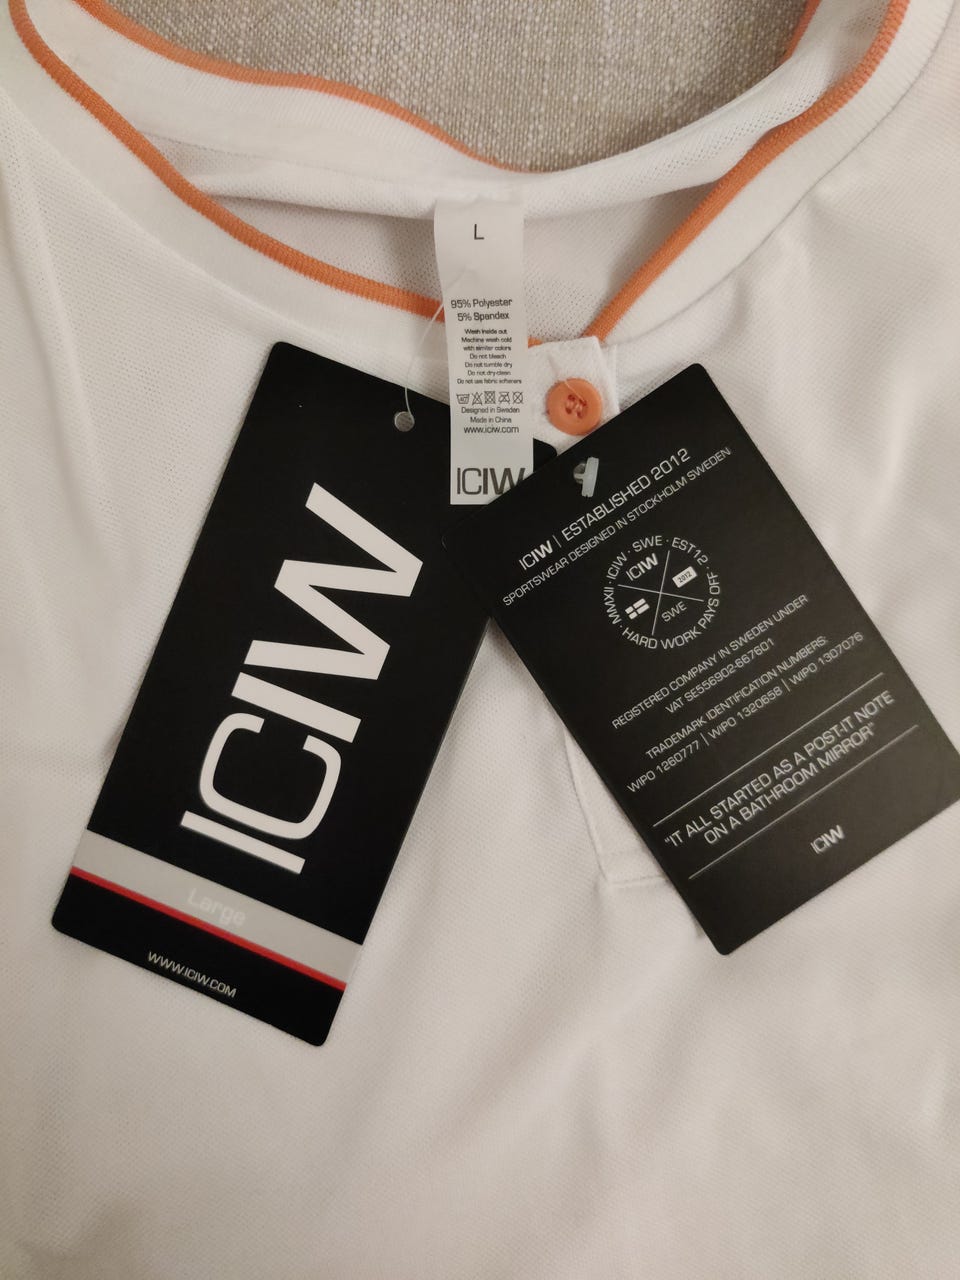 L
95% Polyester
5% Spandex
Wash inside out
Machine wash cold
with similar colors
Do not bleach
Do not tumble dry
Do not dry-clean
Do not use fabric softeners
Designed in Sweden
Made in China
www.iciw.com
ICIW
ICIW
Large
WWW.ICIW.COM
ICIW | ESTABLISHED 2012
SPORTSWEAR DESIGNED IN STOCKHOLM SWEDEN
MMXII · ICIW · SWE · EST12 · HARD WORK PAYS OFF ·
ICIW
2012
SWE
REGISTERED COMPANY IN SWEDEN UNDER
VAT SE556902-667601
TRADEMARK IDENTIFICATION NUMBERS:
WIPO 1260777 | WIPO 1320658 | WIPO 1307076
"IT ALL STARTED AS A POST-IT NOTE
ON A BATHROOM MIRROR"
ICIW